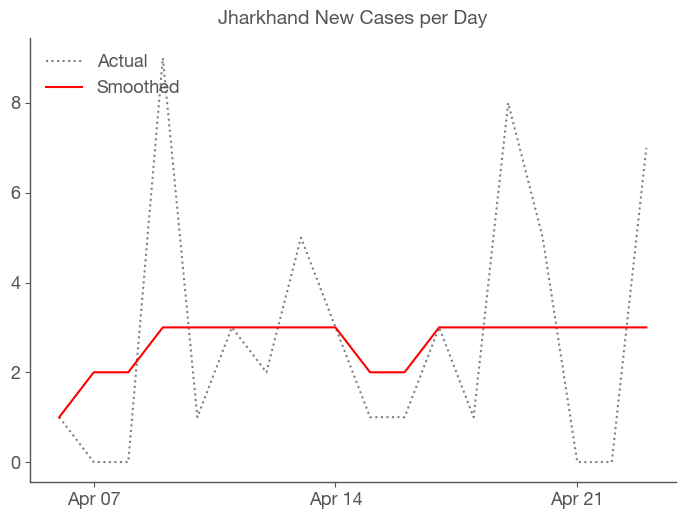 Jharkhand New Cases per Day
Actual
Smoothed
8
6
4
2
0
Apr 07
Apr 14
Apr 21